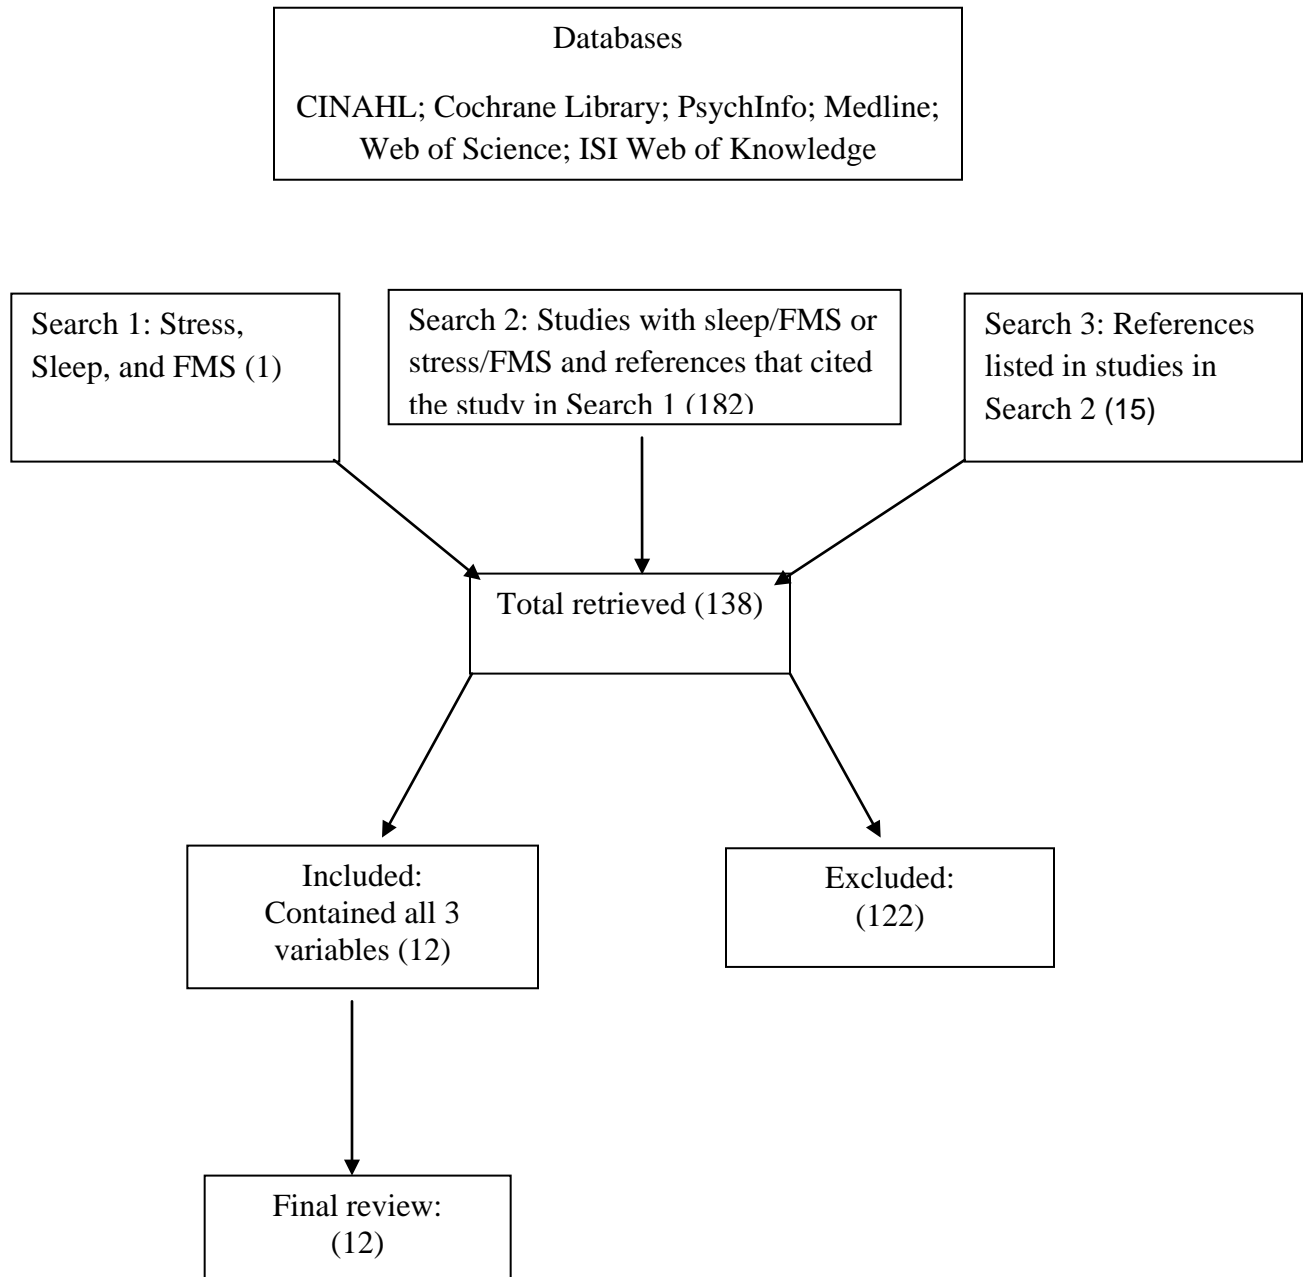 Databases
CINAHL; Cochrane Library; PsychInfo; Medline;
Web of Science; ISI Web of Knowledge
Search 1: Stress,
Sleep, and FMS (1)
Search 2: Studies with sleep/FMS or
stress/FMS and references that cited
the study in Search 1 (182)
Search 3: References
listed in studies in
Search 2 (15)
Total retrieved (138)
Included:
Contained all 3
variables (12)
Excluded:
(122)
Final review:
(12)